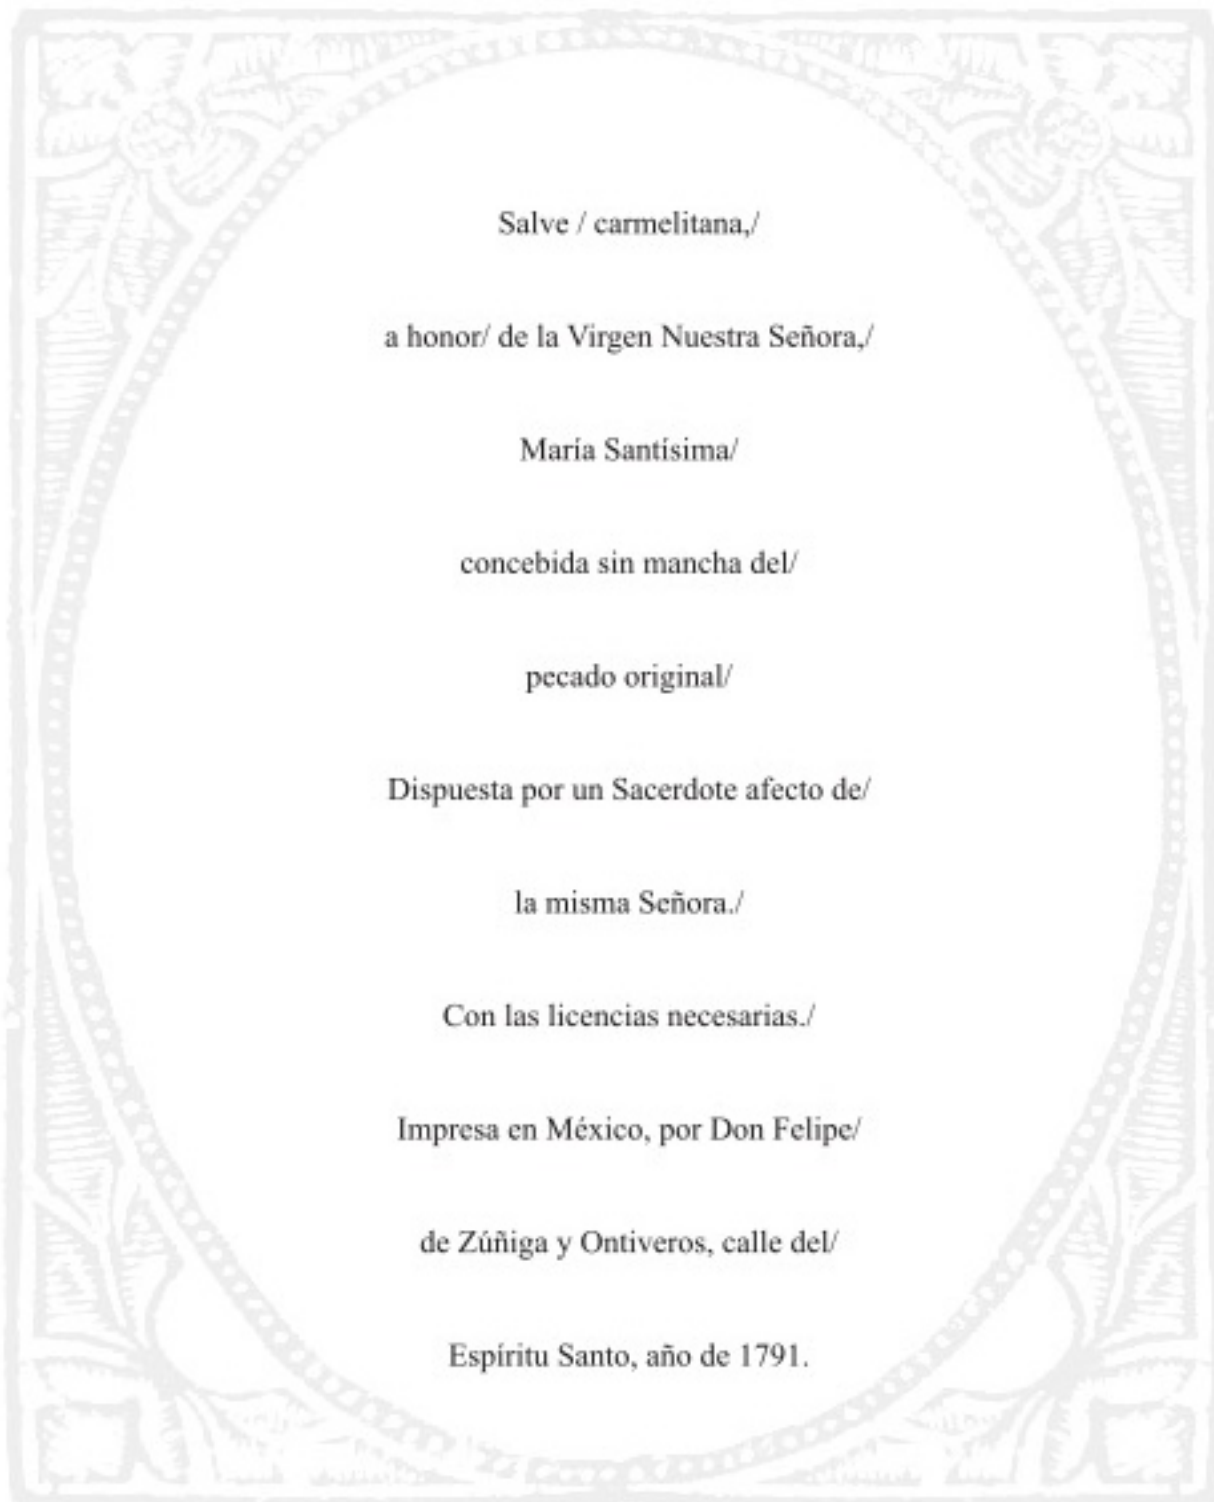 Salve / carmelitana,/
a honor/ de la Virgen Nuestra Señora,/
María Santísima/
concebida sin mancha del/
pecado original/
Dispuesta por un Sacerdote afecto de/
la misma Señora./
Con las licencias necesarias./
Impresa en México, por Don Felipe/
de Zúñiga y Ontiveros, calle del/
Espíritu Santo, año de 1791.